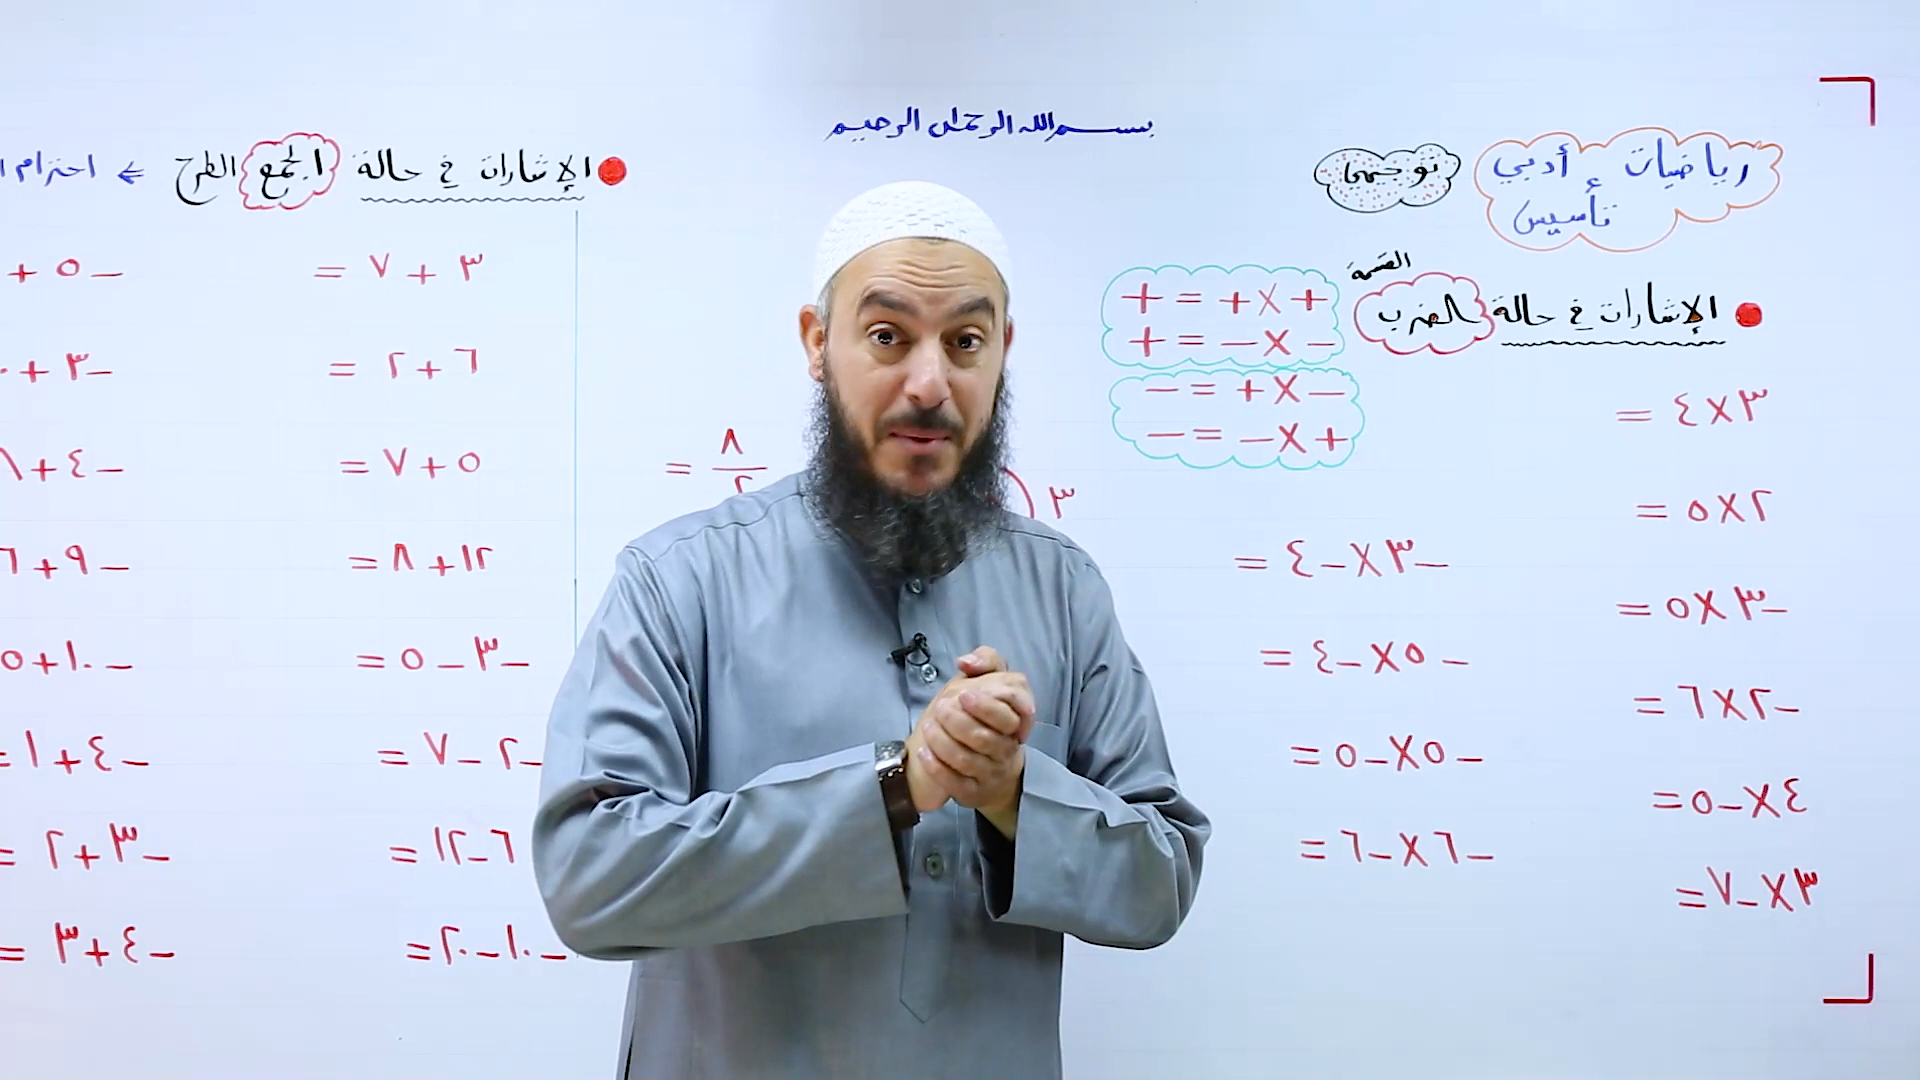 بسم الله الرحمان الرحيم
رياضيات أدبي
تأسيس
توجيهي
● الإشارات في حالة الضرب
القسمة
+ × + = +
- × - = +
- × + = -
+ × - = -
٣ × ٤ =
٢ × ٥ =
-٣ × ٥ =
-٢ × ٦ =
٤ × -٥ =
٣ × -٧ =
-٣ × -٤ =
-٥ × -٤ =
-٥ × -٥ =
-٦ × -٦ =
٣
٨/٢ =
● الإشارات في حالة الجمع الطرح ⇐ احترام
٣ + ٧ =
٦ + ٢ =
٥ + ٧ =
١٢ + ٨ =
-٣ - ٥ =
-٢ - ٧ =
٦ - ١٢ =
-١٠ - ٢٠ =
-٥ +
-٣ +
-٤ +
-٩ + ٦
-١٠ + ٥
-٤ + ١ =
-٣ + ٢ =
-٤ + ٣ =